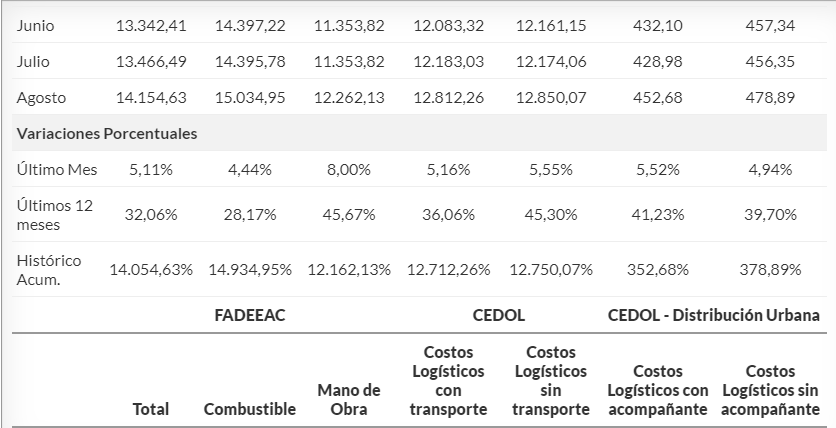 Junio 13.342,41 14.397,22 11.353,82 12.083,32 12.161,15 432,10 457,34
Julio 13.466,49 14.395,78 11.353,82 12.183,03 12.174,06 428,98 456,35
Agosto 14.154,63 15.034,95 12.262,13 12.812,26 12.850,07 452,68 478,89
Variaciones Porcentuales
Último Mes 5,11% 4,44% 8,00% 5,16% 5,55% 5,52% 4,94%
Últimos 12
meses 32,06% 28,17% 45,67% 36,06% 45,30% 41,23% 39,70%
Histórico
Acum. 14.054,63% 14.934,95% 12.162,13% 12.712,26% 12.750,07% 352,68% 378,89%
FADEEAC CEDOL CEDOL - Distribución Urbana
Total Combustible Mano de
Obra Costos
Logísticos
con
transporte Costos
Logísticos
sin
transporte Costos
Logísticos con
acompañante Costos
Logísticos sin
acompañante